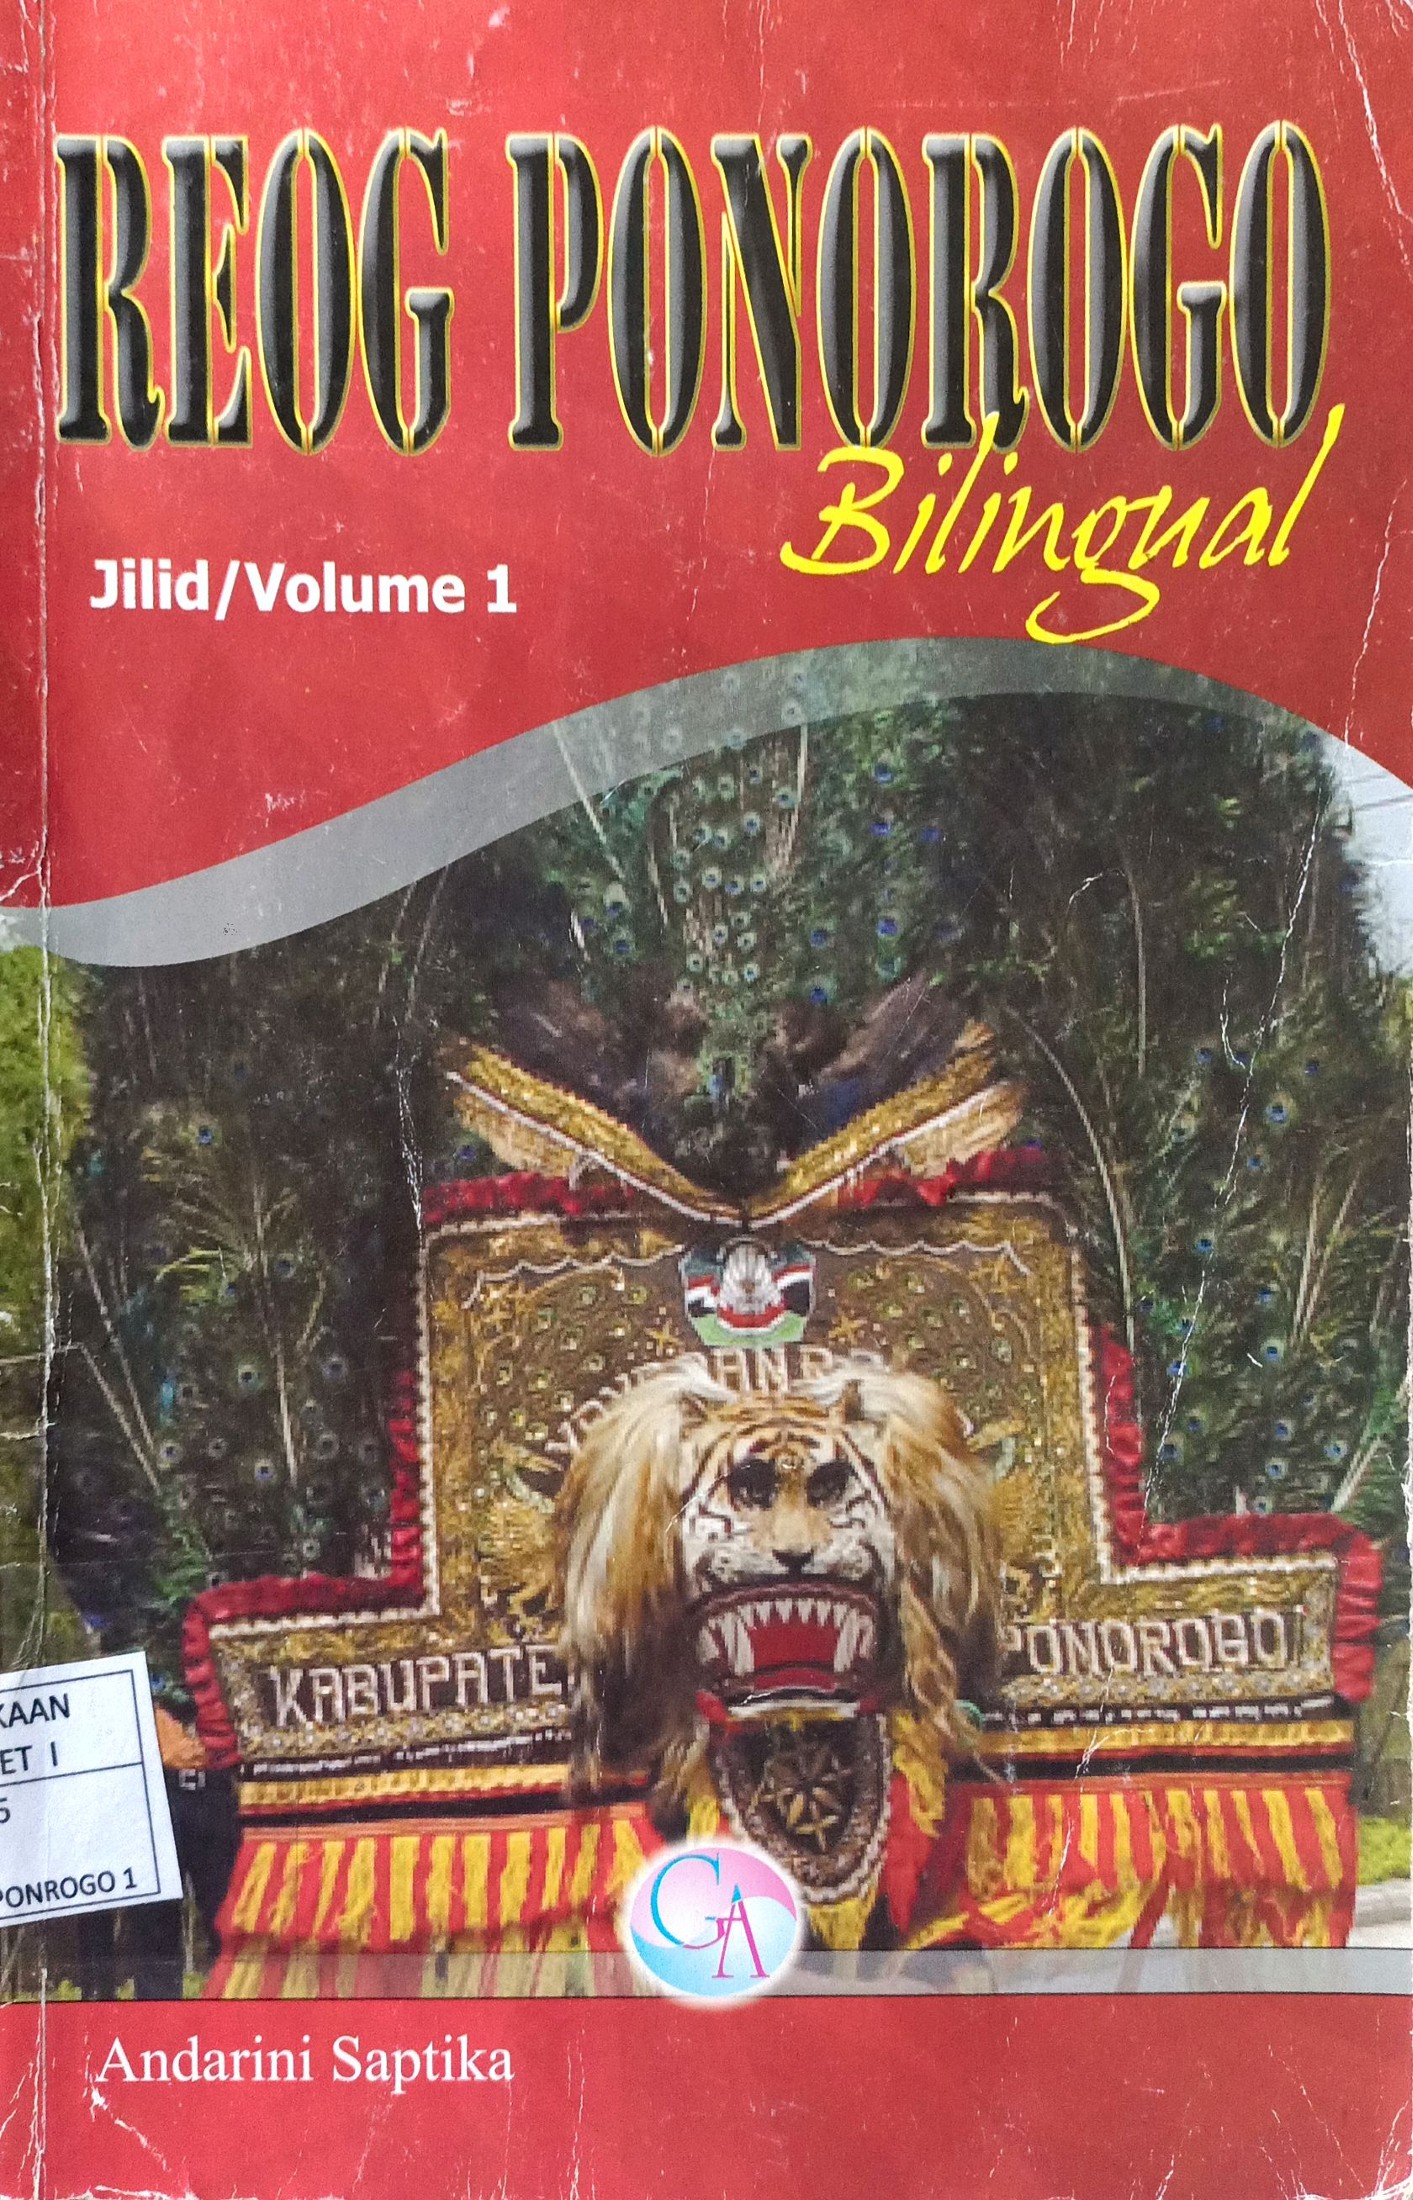 REOG PONOROGO
Bilingual
Jilid/Volume 1
KABUPATE
PONOROGO
KAAN
ET I
5
PONROGO 1
GA
Andarini Saptika